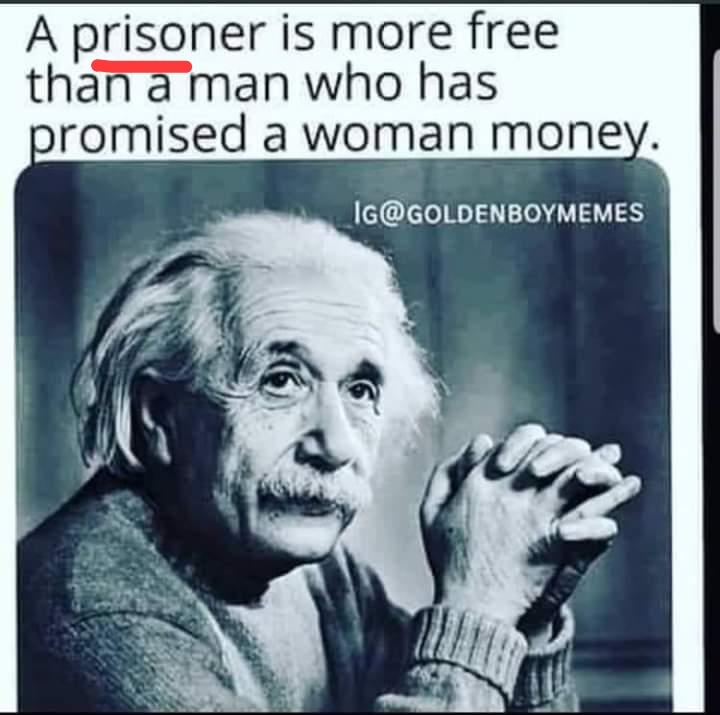 A prisoner is more free
than a man who has
promised a woman money.
IG@GOLDENBOYMEMES